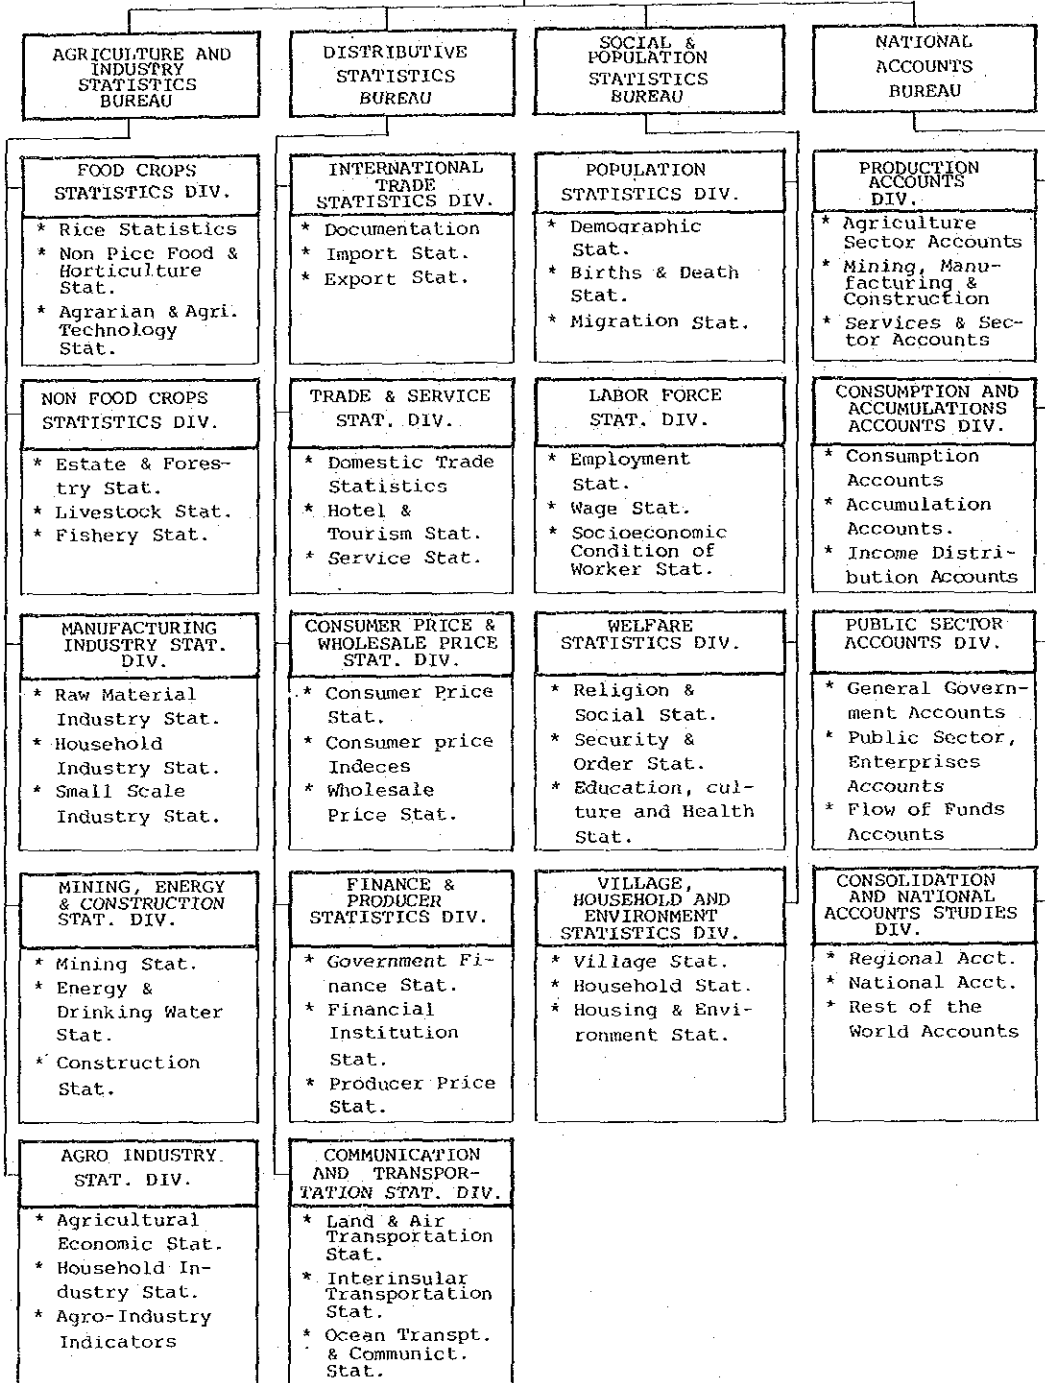 AGRICULTURE AND
INDUSTRY
STATISTICS
BUREAU
DISTRIBUTIVE
STATISTICS
BUREAU
SOCIAL &
POPULATION
STATISTICS
BUREAU
NATIONAL
ACCOUNTS
BUREAU
FOOD CROPS
STATISTICS DIV.
* Rice Statistics
* Non Pice Food &
Horticulture
Stat.
* Agrarian & Agri.
Technology
Stat.
INTERNATIONAL
TRADE
STATISTICS DIV.
* Documentation
* Import Stat.
* Export Stat.
POPULATION
STATISTICS DIV.
* Demographic
Stat.
* Births & Death
Stat.
* Migration Stat.
PRODUCTION
ACCOUNTS
DIV.
* Agriculture
Sector Accounts
* Mining, Manu-
facturing &
Construction
* Services & Sec-
tor Accounts
NON FOOD CROPS
STATISTICS DIV.
* Estate & Fores-
try Stat.
* Livestock Stat.
* Fishery Stat.
TRADE & SERVICE
STAT. DIV.
* Domestic Trade
Statistics
* Hotel &
Tourism Stat.
* Service Stat.
LABOR FORCE
STAT. DIV.
* Employment
Stat.
* Wage Stat.
* Socioeconomic
Condition of
Worker Stat.
CONSUMPTION AND
ACCUMULATIONS
ACCOUNTS DIV.
* Consumption
Accounts
* Accumulation
Accounts.
* Income Distri-
bution Accounts
MANUFACTURING
INDUSTRY STAT.
DIV.
* Raw Material
Industry Stat.
* Household
Industry Stat.
* Small Scale
Industry Stat.
CONSUMER PRICE &
WHOLESALE PRICE
STAT. DIV.
* Consumer Price
Stat.
* Consumer price
Indeces
* Wholesale
Price Stat.
WELFARE
STATISTICS DIV.
* Religion &
Social Stat.
* Security &
Order Stat.
* Education, cul-
ture and Health
Stat.
PUBLIC SECTOR
ACCOUNTS DIV.
* General Govern-
ment Accounts
* Public Sector,
Enterprises
Accounts
* Flow of Funds
Accounts
MINING, ENERGY
& CONSTRUCTION
STAT. DIV.
* Mining Stat.
* Energy &
Drinking Water
Stat.
* Construction
Stat.
FINANCE &
PRODUCER
STATISTICS DIV.
* Government Fi-
nance Stat.
* Financial
Institution
Stat.
* Producer Price
Stat.
VILLAGE,
HOUSEHOLD AND
ENVIRONMENT
STATISTICS DIV.
* Village Stat.
* Household Stat.
* Housing & Envi-
ronment Stat.
CONSOLIDATION
AND NATIONAL
ACCOUNTS STUDIES
DIV.
* Regional Acct.
* National Acct.
* Rest of the
World Accounts
AGRO INDUSTRY
STAT. DIV.
* Agricultural
Economic Stat.
* Household In-
dustry Stat.
* Agro-Industry
Indicators
COMMUNICATION
AND TRANSPOR-
TATION STAT. DIV.
* Land & Air
Transportation
Stat.
* Interinsular
Transportation
Stat.
* Ocean Transpt.
& Communict.
Stat.